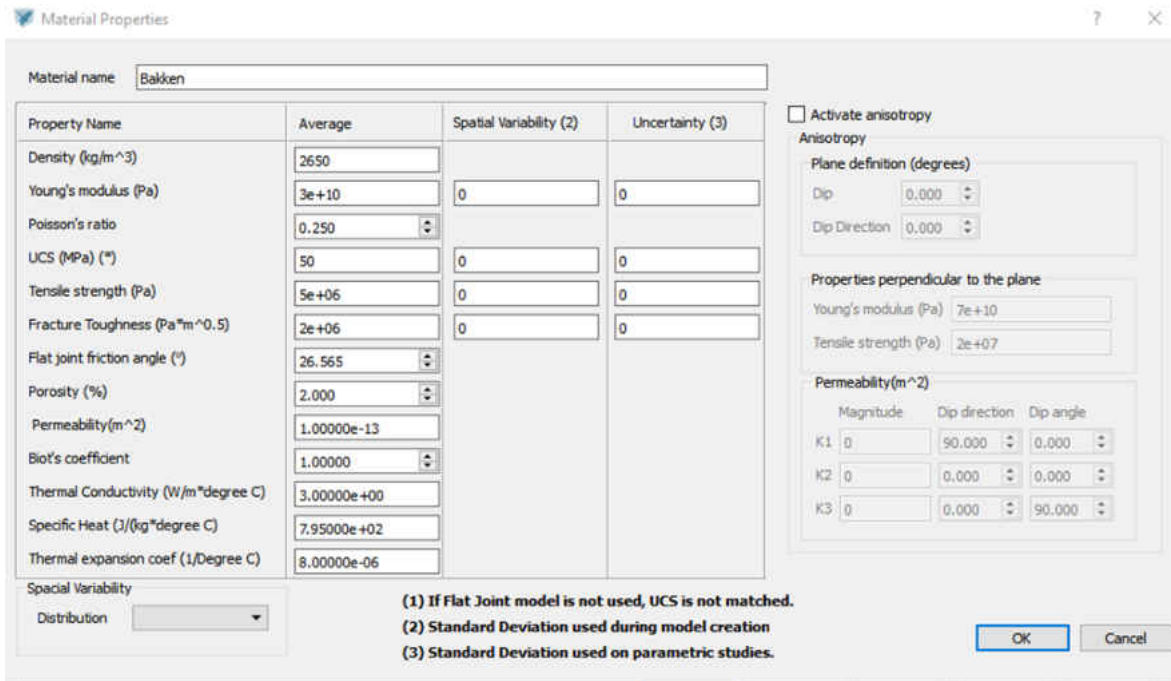 Material Properties ? ×
Material name Bakken
Property Name Average Spatial Variability (2) Uncertainty (3)
Density (kg/m^3) 2650
Young's modulus (Pa) 3e+10 0 0
Poisson's ratio 0.250
UCS (MPa) (*) 50 0 0
Tensile strength (Pa) 5e+06 0 0
Fracture Toughness (Pa*m^0.5) 2e+06 0 0
Flat joint friction angle (º) 26.565
Porosity (%) 2.000
Permeability(m^2) 1.00000e-13
Biot's coefficient 1.00000
Thermal Conductivity (W/m*degree C) 3.00000e+00
Specific Heat (J/(kg*degree C) 7.95000e+02
Thermal expansion coef (1/Degree C) 8.00000e-06
Spacial Variability
Distribution
(1) If Flat Joint model is not used, UCS is not matched.
(2) Standard Deviation used during model creation
(3) Standard Deviation used on parametric studies.
Activate anisotropy
Anisotropy
Plane definition (degrees)
Dip 0.000
Dip Direction 0.000
Properties perpendicular to the plane
Young's modulus (Pa) 7e+10
Tensile strength (Pa) 2e+07
Permeability(m^2)
Magnitude Dip direction Dip angle
K1 0 90.000 0.000
K2 0 0.000 0.000
K3 0 0.000 90.000
OK Cancel